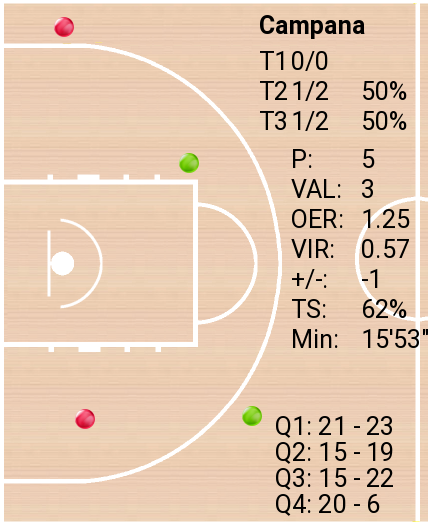 Campana
T1 0/0
T2 1/2 50%
T3 1/2 50%
P: 5
VAL: 3
OER: 1.25
VIR: 0.57
+/-: -1
TS: 62%
Min: 15'53"
Q1: 21 - 23
Q2: 15 - 19
Q3: 15 - 22
Q4: 20 - 6